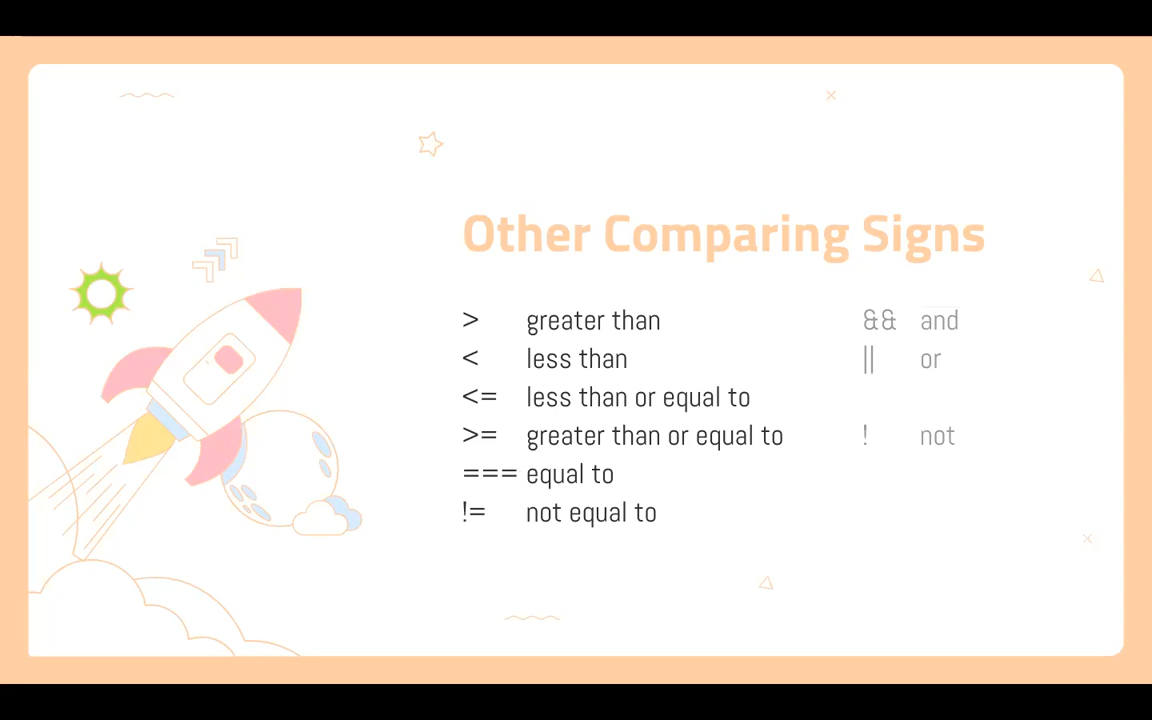 Other Comparing Signs
> greater than && and
< less than || or
<= less than or equal to
>= greater than or equal to ! not
=== equal to
!= not equal to